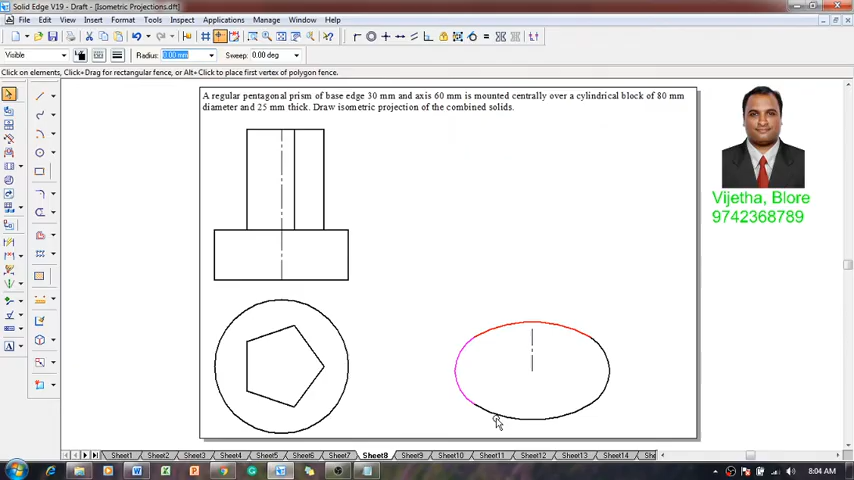 Solid Edge V19 - Draft - [Isometric Projections.dft]
File Edit View Insert Format Tools Inspect Applications Manage Window Help
Visible Radius: 0.00 mm Sweep: 0.00 deg
Click on elements, Click+Drag for rectangular fence, or Alt+Click to place first vertex of polygon fence.
A regular pentagonal prism of base edge 30 mm and axis 60 mm is mounted centrally over a cylindrical block of 80 mm
diameter and 25 mm thick. Draw isometric projection of the combined solids.
Vijetha, Blore
9742368789
Sheet1 Sheet2 Sheet3 Sheet4 Sheet5 Sheet6 Sheet7 Sheet8 Sheet9 Sheet10 Sheet11 Sheet12 Sheet13 Sheet14 Shee
8:04 AM